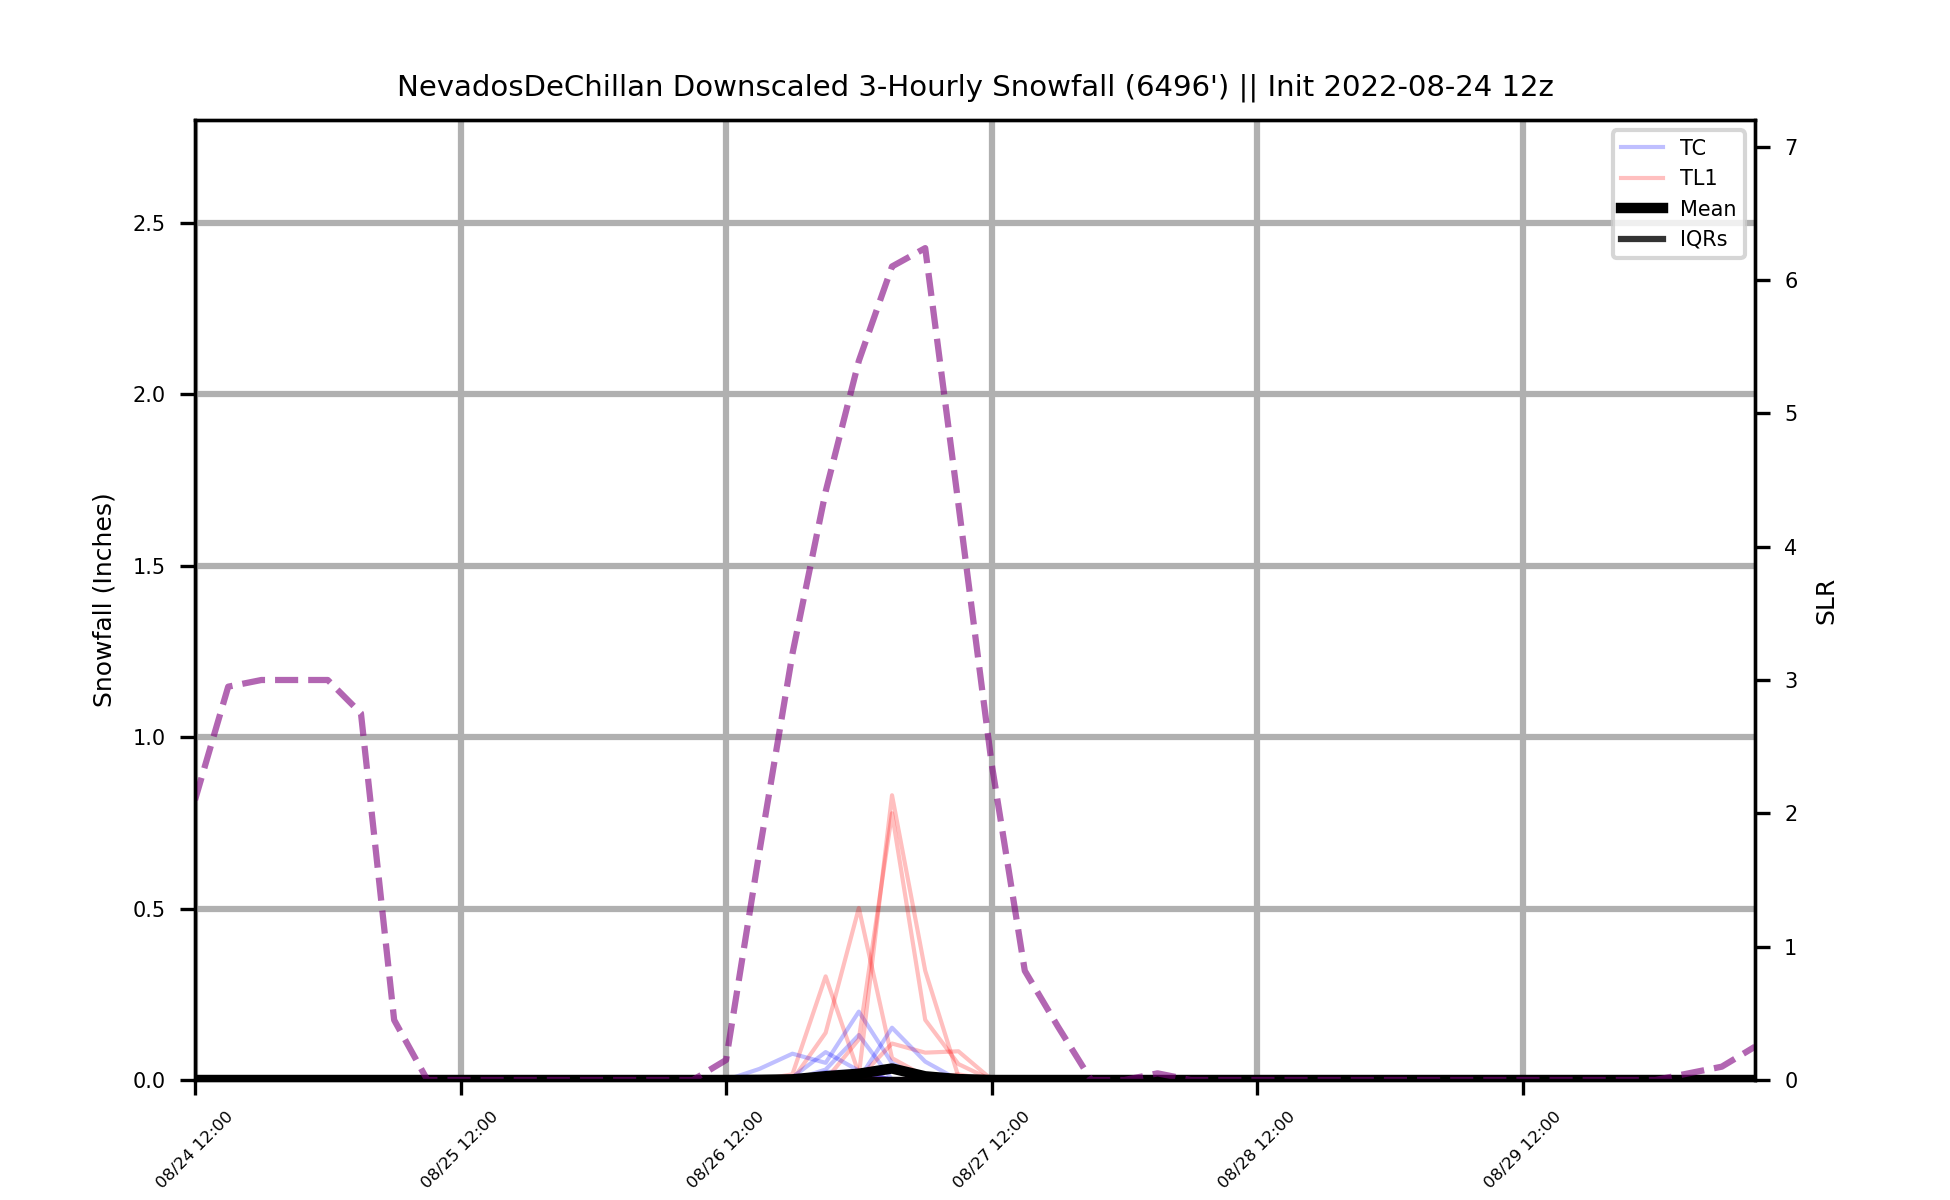 NevadosDeChillan Downscaled 3-Hourly Snowfall (6496') || Init 2022-08-24 12z
TC
TL1
Mean
IQRs
2.5
2.0
1.5
1.0
0.5
0.0
Snowfall (Inches)
7
6
5
4
3
2
1
0
SLR
08/24 12:00
08/25 12:00
08/26 12:00
08/27 12:00
08/28 12:00
08/29 12:00